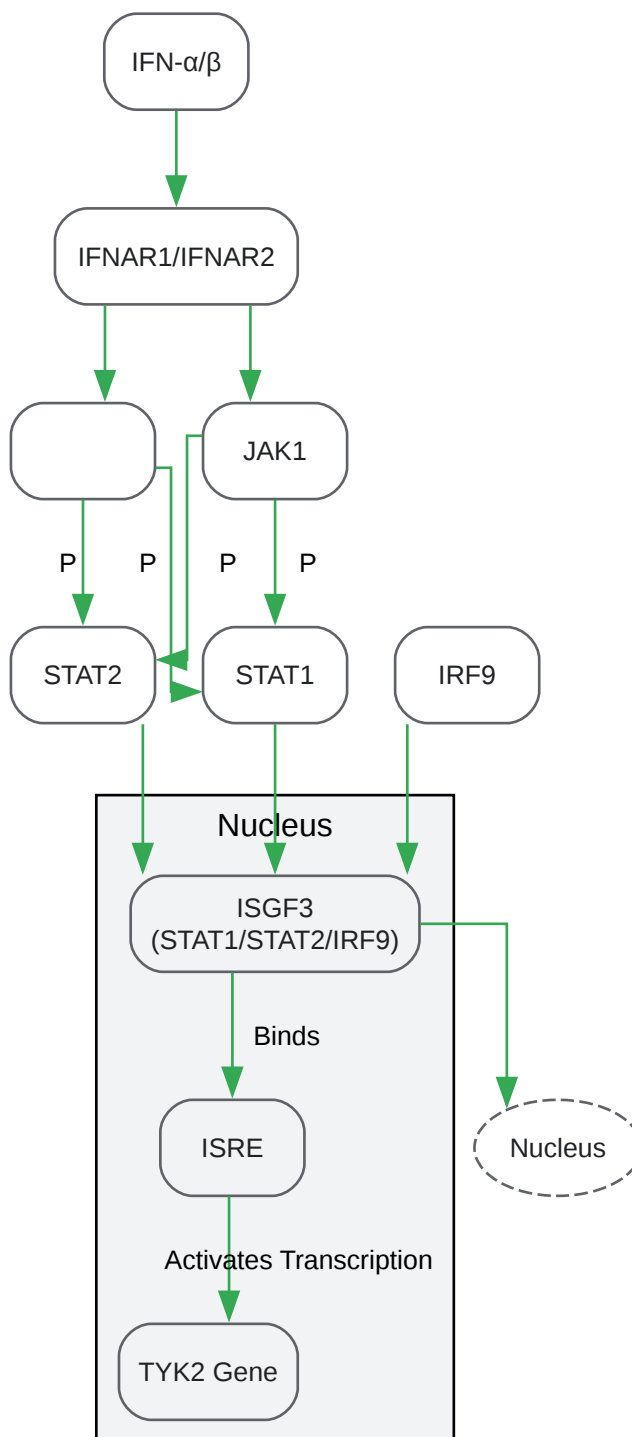 IFN-α/β
IFNAR1/IFNAR2
JAK1
P
P
P
P
STAT2
STAT1
IRF9
Nucleus
ISGF3
(STAT1/STAT2/IRF9)
Binds
ISRE
Nucleus
Activates Transcription
TYK2 Gene